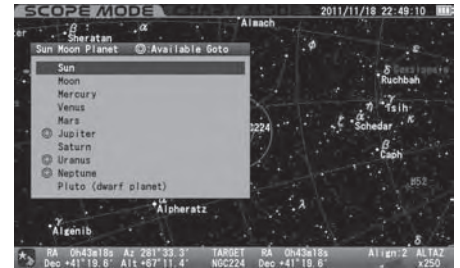 SCOPE MODE 2011/11/18 22:49:10
β α Almach
Sheratan
Sun Moon Planet ◎:Available Goto
Sun
Moon
Mercury
Venus
Mars
◎ Jupiter
Saturn
◎ Uranus
◎ Neptune
Pluto (dwarf planet)
φ ε
δ Cassiopeia
Ruchbah
γ
η Tsih
ζ α κ
Schedar
β
Caph
M52
λ
α
Alpheratz
γ
Algenib
δ
RA 0h43m18s Az 281°33.3' TARGET RA 0h43m18s Align:2 ALTAZ
Dec +41°19.6' Alt +67°11.4' NGC224 Dec +41°19.6' x250